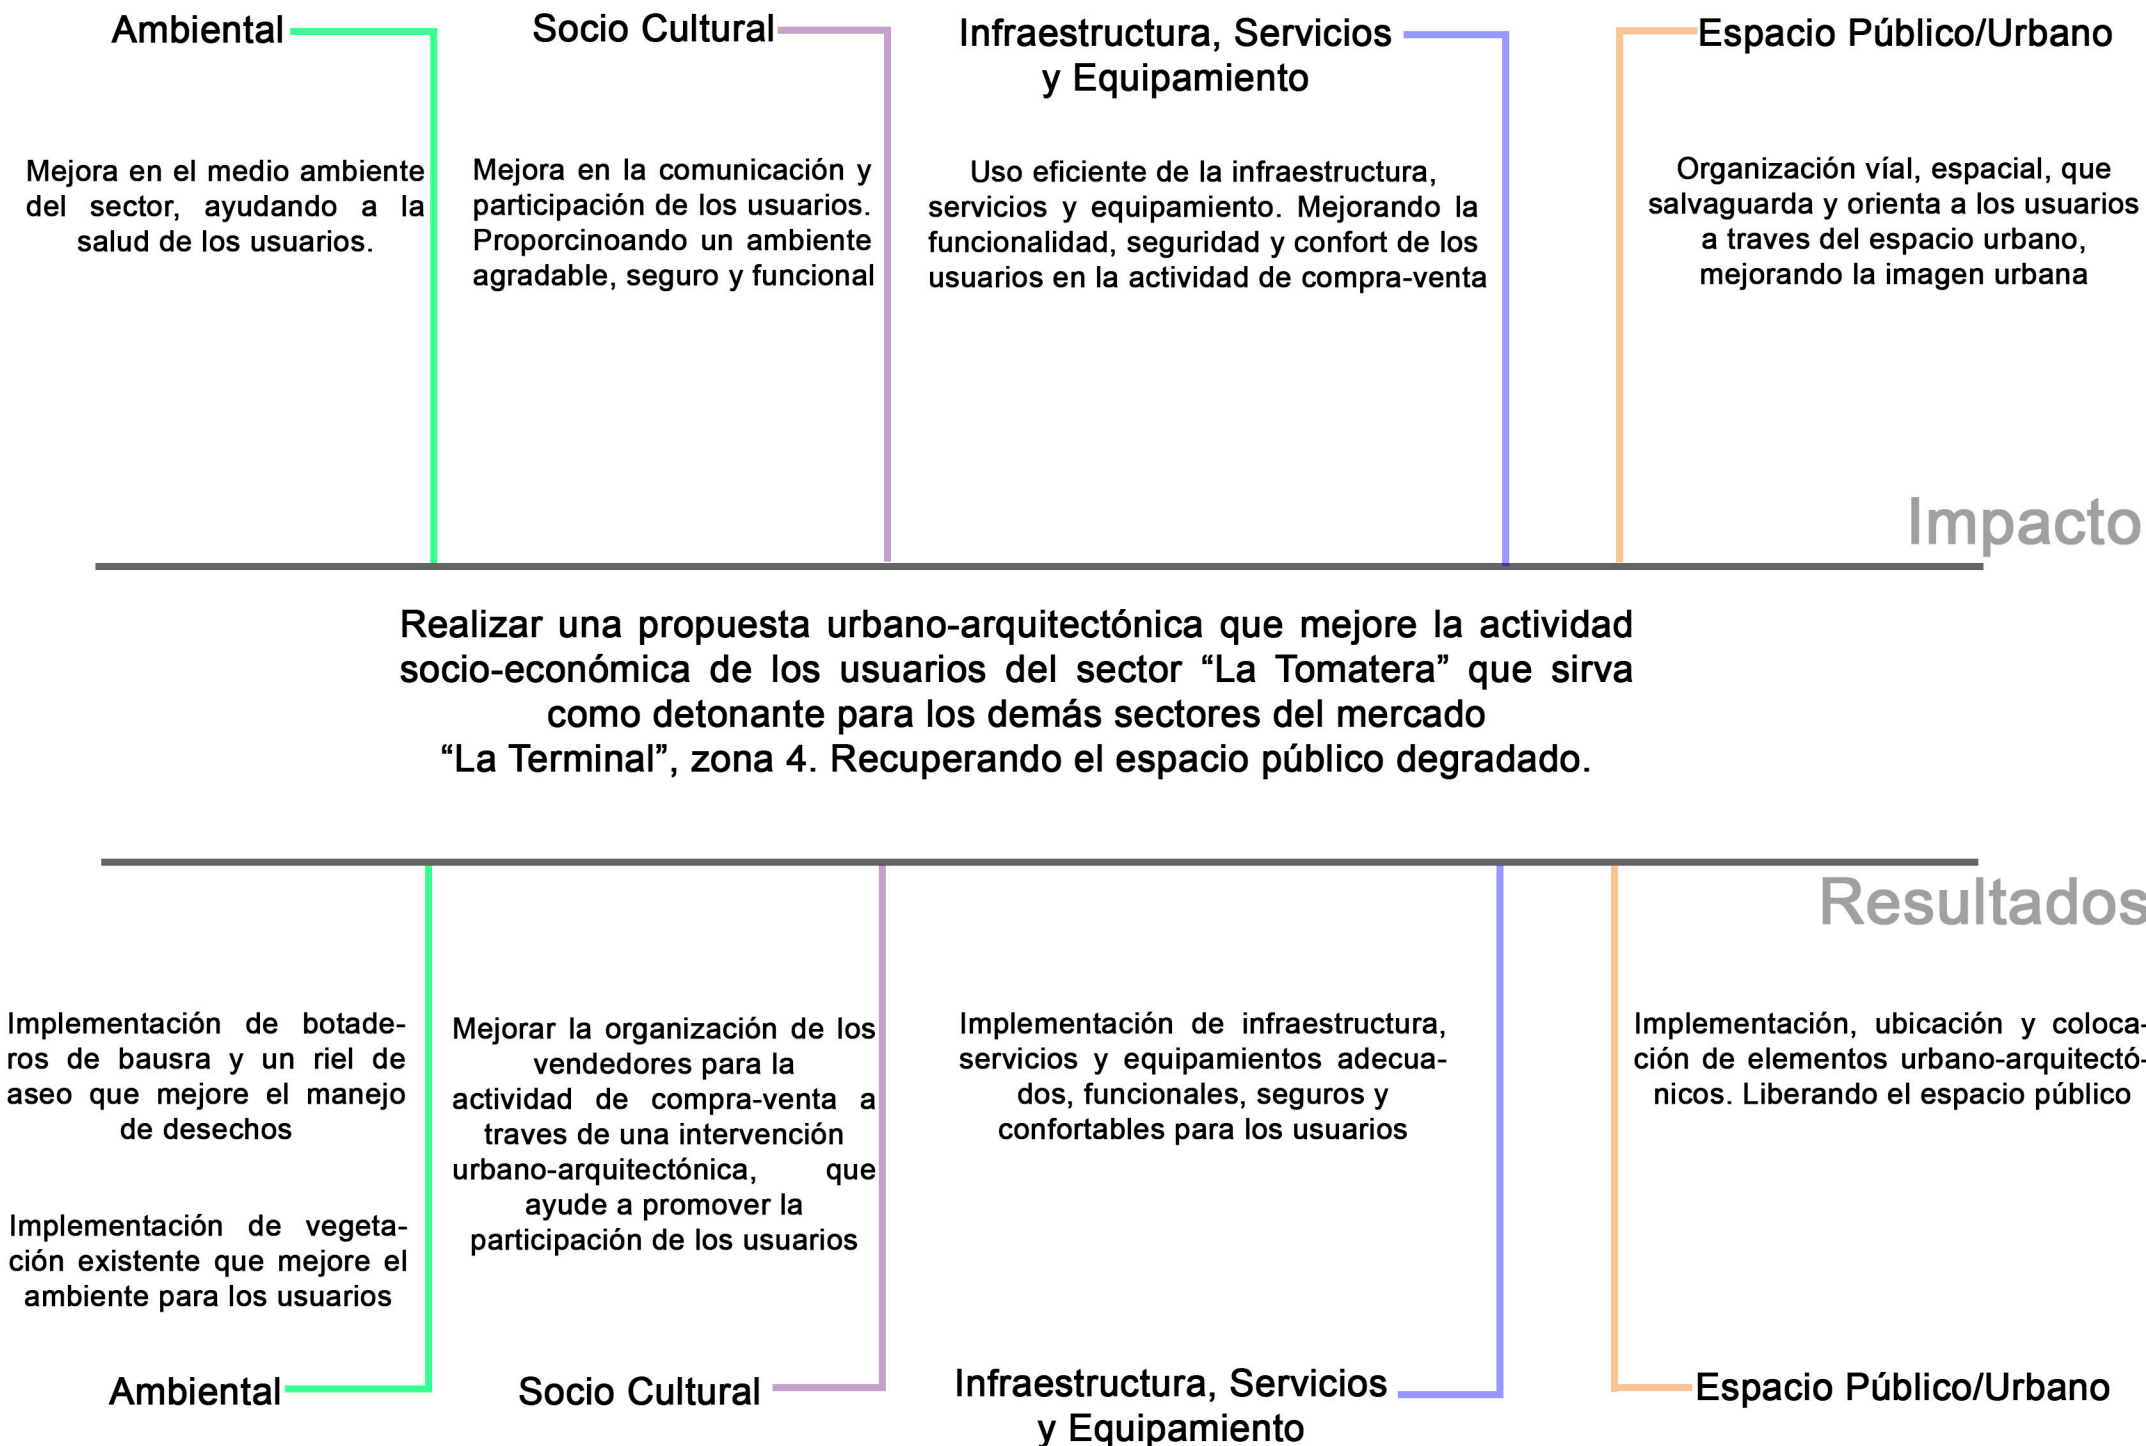 Ambiental
Mejora en el medio ambiente
del sector, ayudando a la
salud de los usuarios.
Socio Cultural
Mejora en la comunicación y
participación de los usuarios.
Proporcinoando un ambiente
agradable, seguro y funcional
Infraestructura, Servicios
y Equipamiento
Uso eficiente de la infraestructura,
servicios y equipamiento. Mejorando la
funcionalidad, seguridad y confort de los
usuarios en la actividad de compra-venta
Espacio Público/Urbano
Organización víal, espacial, que
salvaguarda y orienta a los usuarios
a traves del espacio urbano,
mejorando la imagen urbana
Impacto
Realizar una propuesta urbano-arquitectónica que mejore la actividad
socio-económica de los usuarios del sector “La Tomatera” que sirva
como detonante para los demás sectores del mercado
“La Terminal”, zona 4. Recuperando el espacio público degradado.
Resultados
Implementación de botade-
ros de bausra y un riel de
aseo que mejore el manejo
de desechos
Implementación de vegeta-
ción existente que mejore el
ambiente para los usuarios
Ambiental
Mejorar la organización de los
vendedores para la
actividad de compra-venta a
traves de una intervención
urbano-arquitectónica, que
ayude a promover la
participación de los usuarios
Socio Cultural
Implementación de infraestructura,
servicios y equipamientos adecua-
dos, funcionales, seguros y
confortables para los usuarios
Infraestructura, Servicios
y Equipamiento
Implementación, ubicación y coloca-
ción de elementos urbano-arquitectó-
nicos. Liberando el espacio público
Espacio Público/Urbano